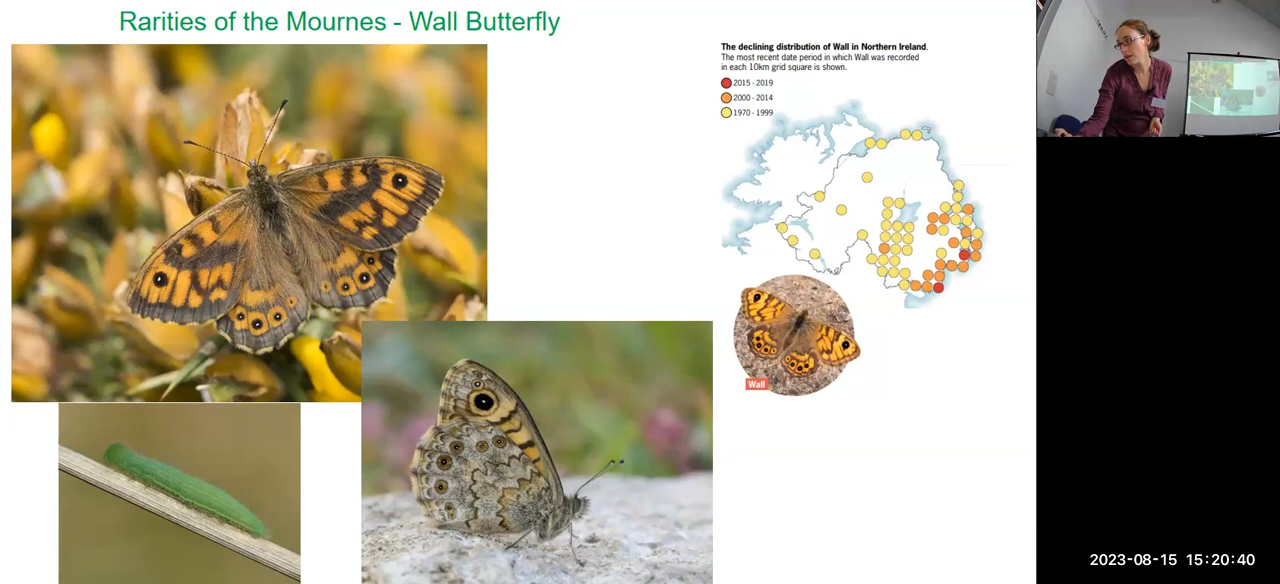 Rarities of the Mournes - Wall Butterfly
The declining distribution of Wall in Northern Ireland.
The most recent date period in which Wall was recorded
in each 10km grid square is shown.
2015 - 2019
2000 - 2014
1970 - 1999
Wall
2023-08-15 15:20:40